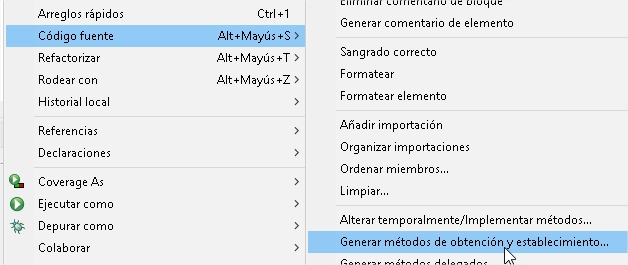 Arreglos rápidos Ctrl+1
Código fuente Alt+Mayús+S
Refactorizar Alt+Mayús+T
Rodear con Alt+Mayús+Z
Historial local
Referencias
Declaraciones
Coverage As
Ejecutar como
Depurar como
Colaborar
Eliminar comentario de bloque
Generar comentario de elemento
Sangrado correcto
Formatear
Formatear elemento
Añadir importación
Organizar importaciones
Ordenar miembros...
Limpiar...
Alterar temporalmente/Implementar métodos...
Generar métodos de obtención y establecimiento...
Generar métodos delegados